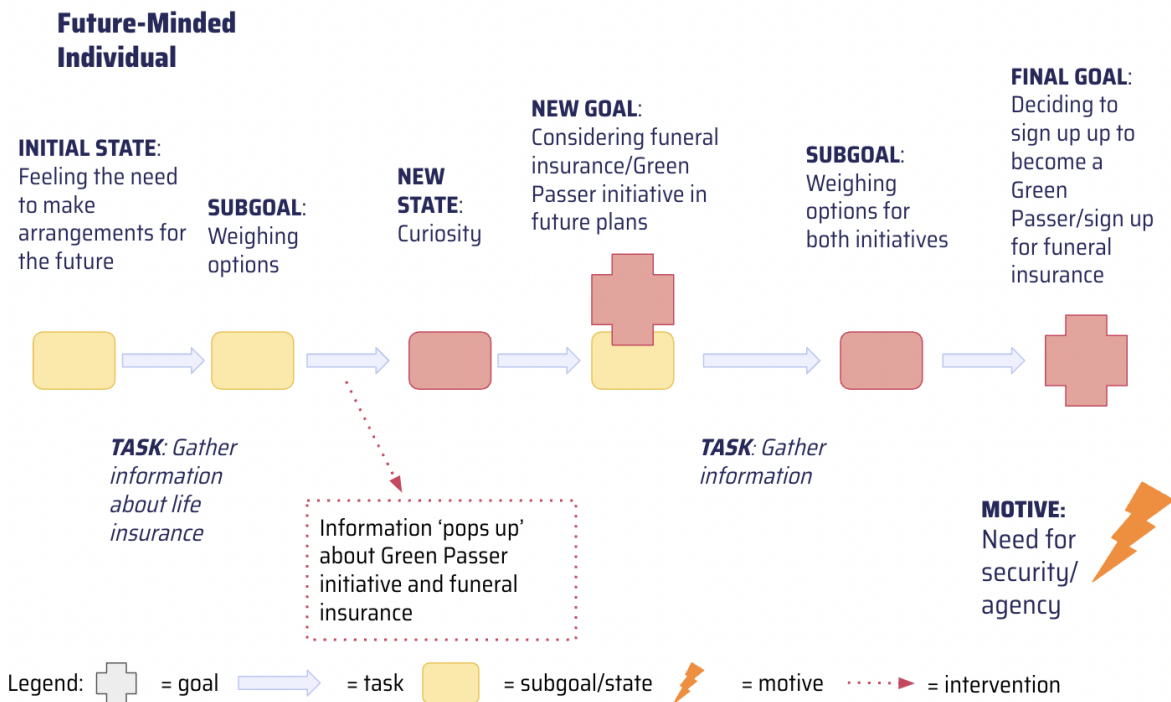 Future-Minded
Individual
INITIAL STATE:
Feeling the need
to make
arrangements for
the future
SUBGOAL:
Weighing
options
NEW
STATE:
Curiosity
NEW GOAL:
Considering funeral
insurance/Green
Passer initiative in
future plans
SUBGOAL:
Weighing
options for
both initiatives
FINAL GOAL:
Deciding to
sign up up to
become a
Green
Passer/sign up
for funeral
insurance
TASK: Gather
information
about life
insurance
Information ‘pops up’
about Green Passer
initiative and funeral
insurance
TASK: Gather
information
MOTIVE:
Need for
security/
agency
Legend: = goal = task = subgoal/state = motive = intervention